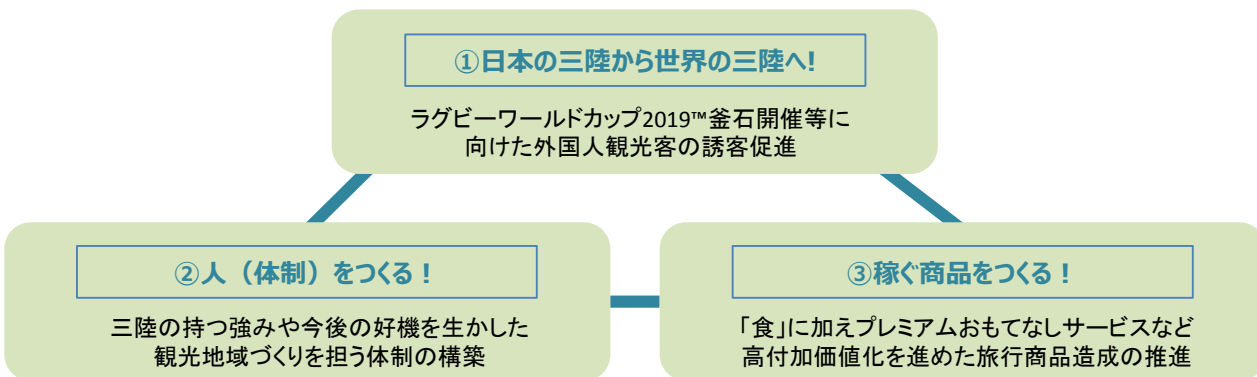 ①日本の三陸から世界の三陸へ!
ラグビーワールドカップ2019™釜石開催等に
向けた外国人観光客の誘客促進
②人（体制）をつくる！
三陸の持つ強みや今後の好機を生かした
観光地域づくりを担う体制の構築
③稼ぐ商品をつくる！
「食」に加えプレミアムおもてなしサービスなど
高付加価値化を進めた旅行商品造成の推進